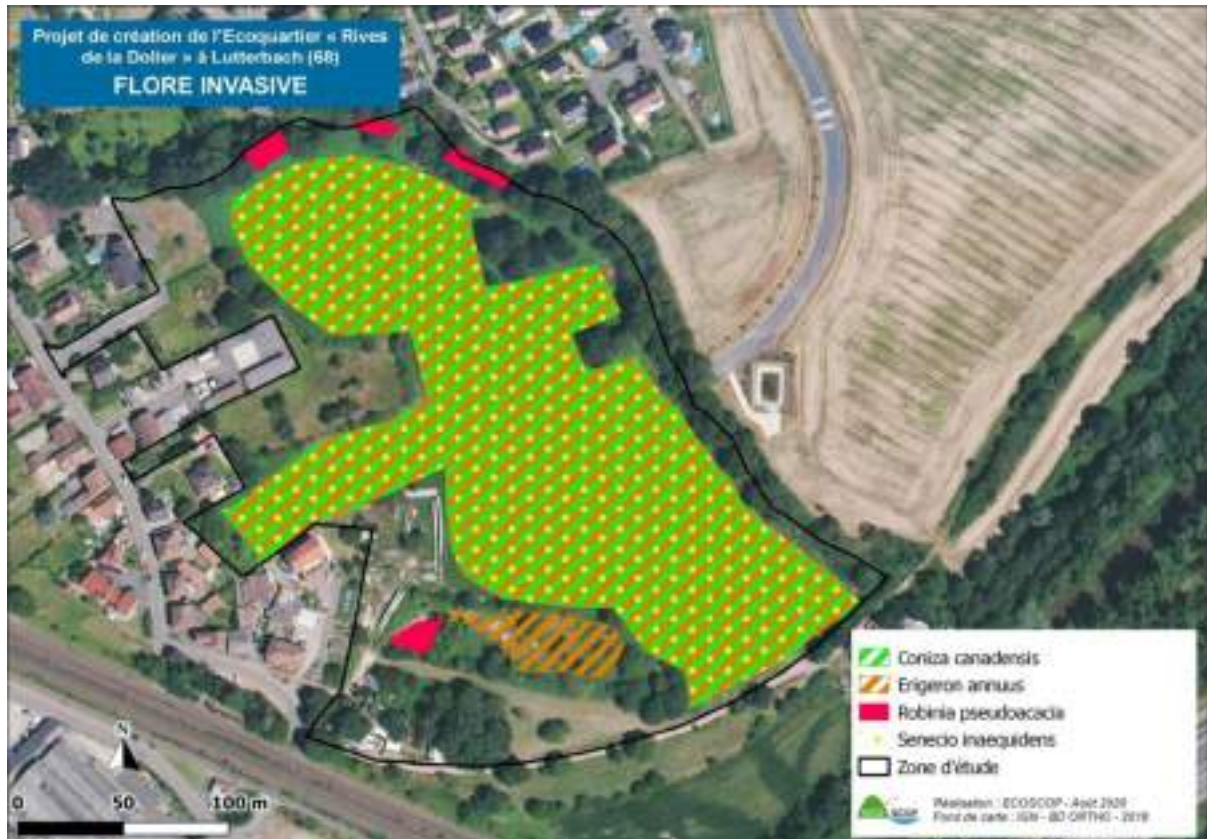 Projet de création de l'Ecoquartier « Rives
de la Doller » à Lutterbach (68)
FLORE INVASIVE
Coniza canadensis
Erigeron annuus
Robinia pseudoacacia
Senecio inaequidens
Zone d'étude
N
0 50 100 m
Réalisation : ECOSCOP - Août 2020
Fond de carte : IGN - BD ORTHO - 2018